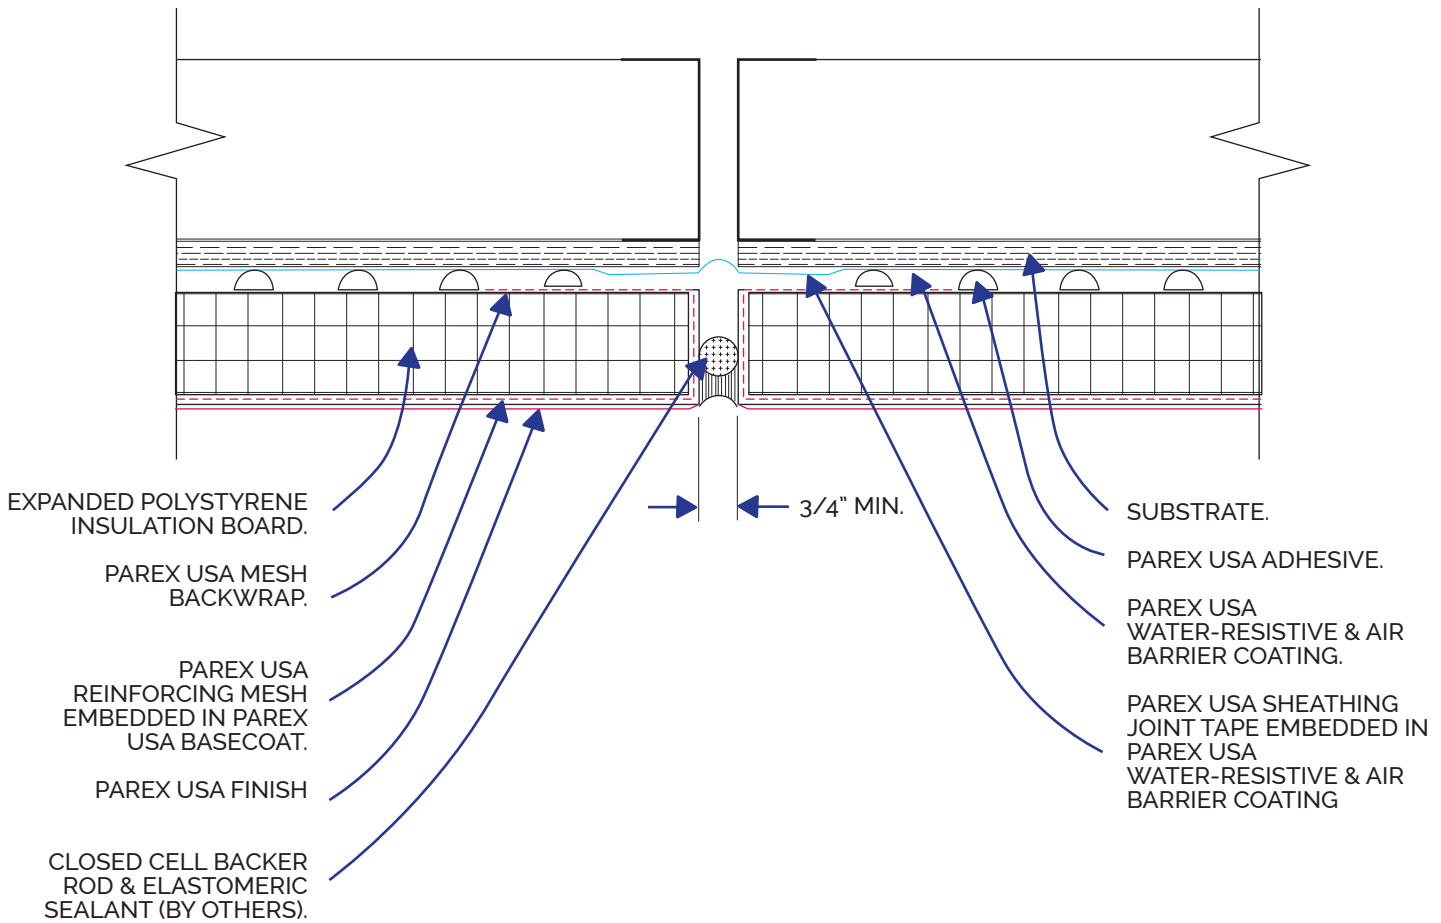 EXPANDED POLYSTYRENE
INSULATION BOARD.
PAREX USA MESH
BACKWRAP.
PAREX USA
REINFORCING MESH
EMBEDDED IN PAREX
USA BASECOAT.
PAREX USA FINISH
CLOSED CELL BACKER
ROD & ELASTOMERIC
SEALANT (BY OTHERS).
3/4” MIN.
SUBSTRATE.
PAREX USA ADHESIVE.
PAREX USA
WATER-RESISTIVE & AIR
BARRIER COATING.
PAREX USA SHEATHING
JOINT TAPE EMBEDDED IN
PAREX USA
WATER-RESISTIVE & AIR
BARRIER COATING